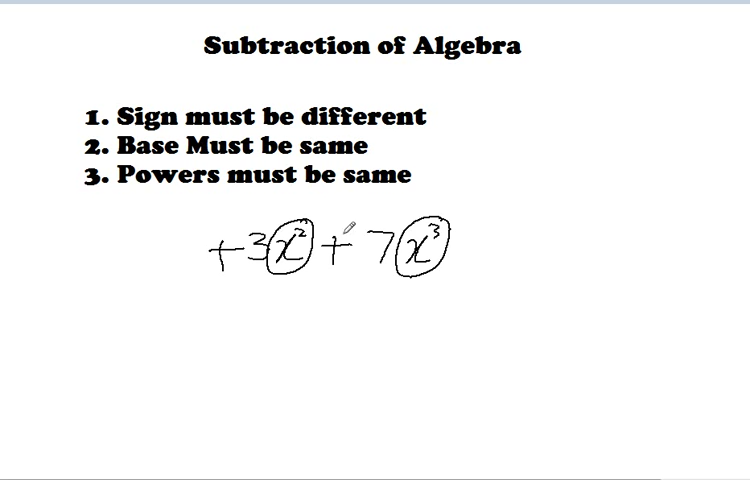 Subtraction of Algebra
1. Sign must be different
2. Base Must be same
3. Powers must be same
+3x² + 7x³